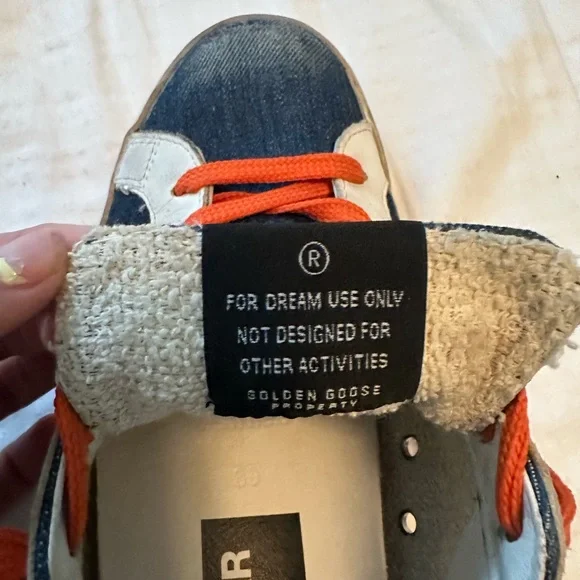 ®
FOR DREAM USE ONLY
NOT DESIGNED FOR
OTHER ACTIVITIES
GOLDEN GOOSE
PROPERTY
R